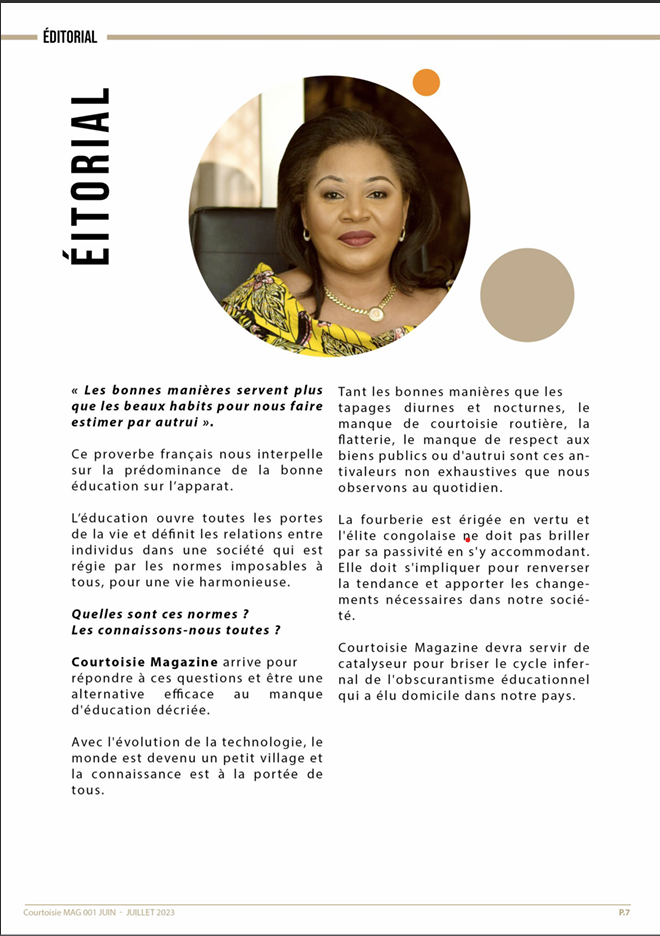 ÉDITORIAL
ÉITORIAL
« Les bonnes manières servent plus
que les beaux habits pour nous faire
estimer par autrui ».
Ce proverbe français nous interpelle
sur la prédominance de la bonne
éducation sur l’apparat.
L’éducation ouvre toutes les portes
de la vie et définit les relations entre
individus dans une société qui est
régie par les normes imposables à
tous, pour une vie harmonieuse.
Quelles sont ces normes ?
Les connaissons-nous toutes ?
Courtoisie Magazine arrive pour
répondre à ces questions et être une
alternative efficace au manque
d'éducation décriée.
Avec l'évolution de la technologie, le
monde est devenu un petit village et
la connaissance est à la portée de
tous.
Tant les bonnes manières que les
tapages diurnes et nocturnes, le
manque de courtoisie routière, la
flatterie, le manque de respect aux
biens publics ou d'autrui sont ces an-
tivaleurs non exhaustives que nous
observons au quotidien.
La fourberie est érigée en vertu et
l'élite congolaise ne doit pas briller
par sa passivité en s'y accommodant.
Elle doit s'impliquer pour renverser
la tendance et apporter les change-
ments nécessaires dans notre socié-
té.
Courtoisie Magazine devra servir de
catalyseur pour briser le cycle infer-
nal de l'obscurantisme éducationnel
qui a élu domicile dans notre pays.
Courtoisie MAG 001 JUIN - JUILLET 2023
P.7